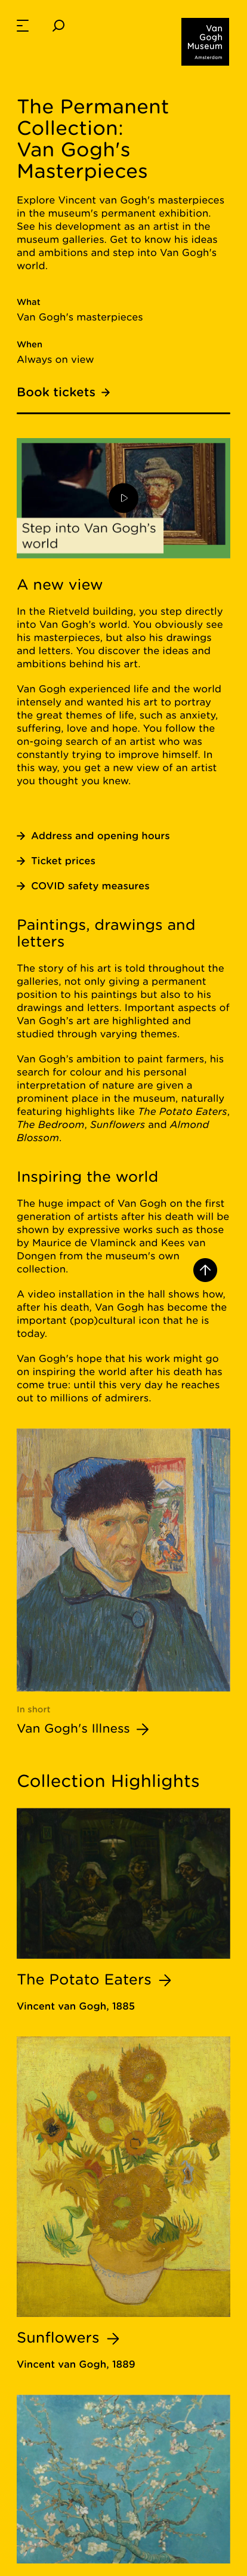 Van
Gogh
Museum
Amsterdam
The Permanent
Collection:
Van Gogh's
Masterpieces
Explore Vincent van Gogh's masterpieces
in the museum's permanent exhibition.
See his development as an artist in the
museum galleries. Get to know his ideas
and ambitions and step into Van Gogh's
world.
What
Van Gogh's masterpieces
When
Always on view
Book tickets →
Step into Van Gogh's
world
A new view
In the Rietveld building, you step directly
into Van Gogh's world. You obviously see
his masterpieces, but also his drawings
and letters. You discover the ideas and
ambitions behind his art.
Van Gogh experienced life and the world
intensely and wanted his art to portray
the great themes of life, such as anxiety,
suffering, love and hope. You follow the
on-going search of an artist who was
constantly trying to improve himself. In
this way, you get a new view of an artist
you thought you knew.
→ Address and opening hours
→ Ticket prices
→ COVID safety measures
Paintings, drawings and
letters
The story of his art is told throughout the
galleries, not only giving a permanent
position to his paintings but also to his
drawings and letters. Important aspects of
Van Gogh's art are highlighted and
studied through varying themes.
Van Gogh's ambition to paint farmers, his
search for colour and his personal
interpretation of nature are given a
prominent place in the museum, naturally
featuring highlights like The Potato Eaters,
The Bedroom, Sunflowers and Almond
Blossom.
Inspiring the world
The huge impact of Van Gogh on the first
generation of artists after his death will be
shown by expressive works such as those
by Maurice de Vlaminck and Kees van
Dongen from the museum's own
collection.
A video installation in the hall shows how,
after his death, Van Gogh has become the
important (pop)cultural icon that he is
today.
Van Gogh's hope that his work might go
on inspiring the world after his death has
come true: until this very day he reaches
out to millions of admirers.
In short
Van Gogh's Illness →
Collection Highlights
The Potato Eaters →
Vincent van Gogh, 1885
Sunflowers →
Vincent van Gogh, 1889